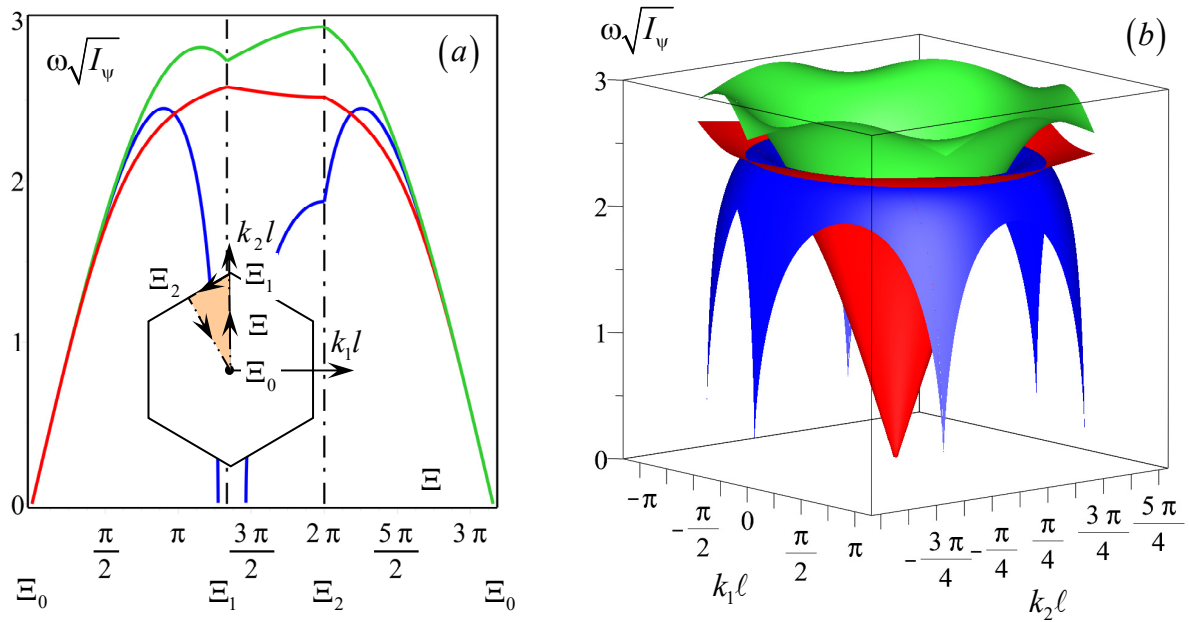 3
ω√I_ψ
(a)
2
k₂l
Ξ₂
Ξ₁
Ξ
k₁l
1
Ξ₀
Ξ
0
π/2
π
3π/2
2π
5π/2
3π
Ξ₀
Ξ₁
Ξ₂
Ξ₀
ω√I_ψ
(b)
3
2
1
0
-π
-π/2
0
π/2
π
-3π/4
-π/4
π/4
3π/4
5π/4
k₁ℓ
k₂ℓ